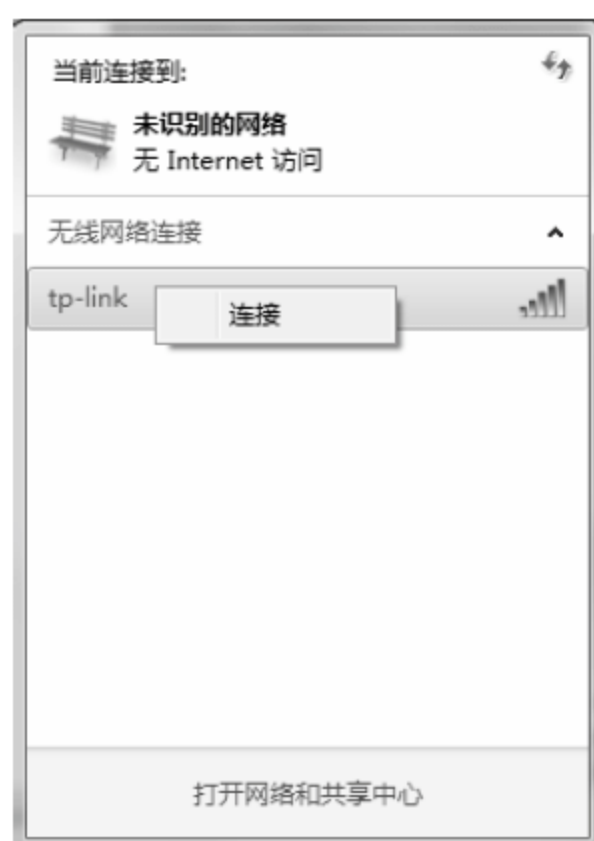 当前连接到:
未识别的网络
无 Internet 访问
无线网络连接
tp-link
连接
打开网络和共享中心